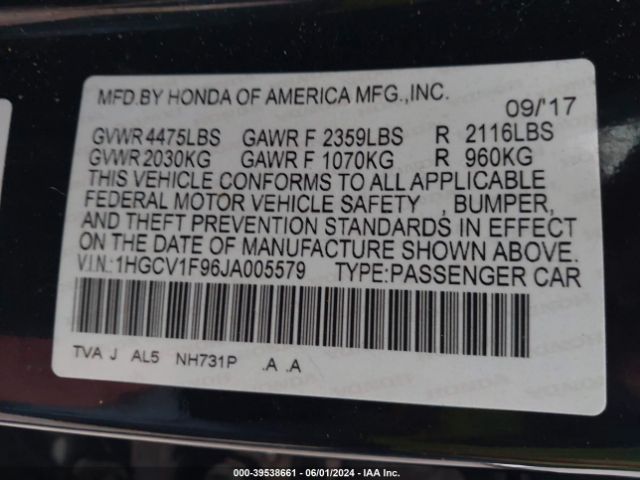 MFD.BY HONDA OF AMERICA MFG.,INC.
09/'17
GVWR 4475LBS GAWR F 2359LBS R 2116LBS
GVWR 2030KG GAWR F 1070KG R 960KG
THIS VEHICLE CONFORMS TO ALL APPLICABLE
FEDERAL MOTOR VEHICLE SAFETY , BUMPER,
AND THEFT PREVENTION STANDARDS IN EFFECT
ON THE DATE OF MANUFACTURE SHOWN ABOVE.
V.I.N.:1HGCV1F96JA005579 TYPE:PASSENGER CAR
TVA J AL5 NH731P .A .A
000-39538661 - 06/01/2024 - IAA Inc.